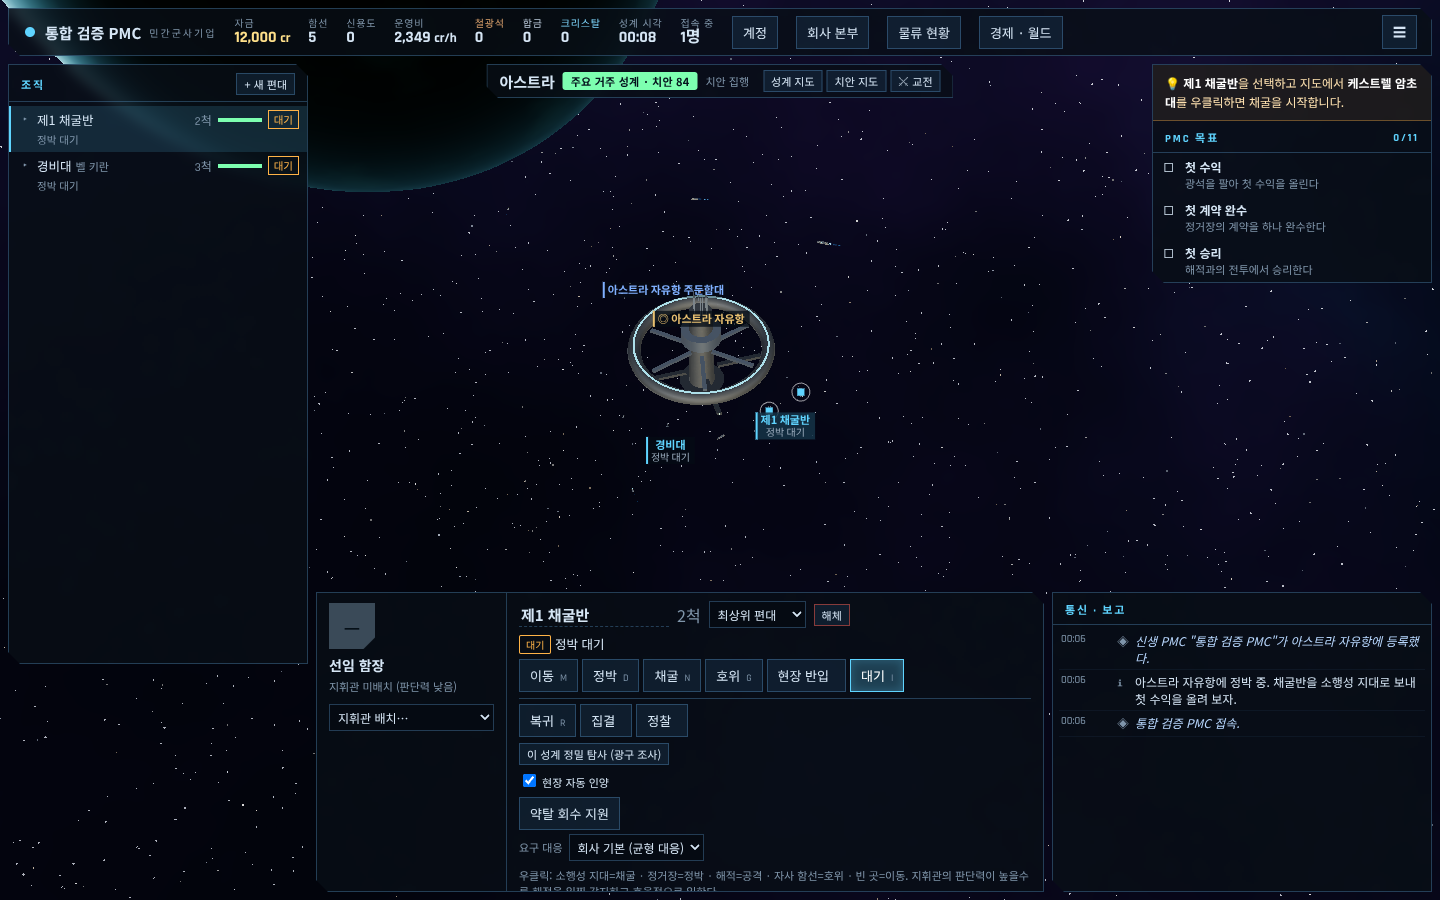 통합 검증 PMC 민간군사기업
자금 12,000 cr
함선 5
신용도 0
운영비 2,349 cr/h
철광석 0
합금 0
크리스탈 0
성계 시각 00:08
접속 중 1명
계정
회사 본부
물류 현황
경제 · 월드
☰
조직
+ 새 편대
제1 채굴반 2척 대기
정박 대기
경비대 벨 키란 3척 대기
정박 대기
아스트라 주요 거주 성계 · 치안 84 치안 집행 성계 지도 치안 지도 ⚔ 교전
💡 제1 채굴반을 선택하고 지도에서 케스트렐 암초
대를 우클릭하면 채굴을 시작합니다.
PMC 목표 0/11
☐ 첫 수익
광석을 팔아 첫 수익을 올린다
☐ 첫 계약 완수
정거장의 계약을 하나 완수한다
☐ 첫 승리
해적과의 전투에서 승리한다
아스트라 자유항 주둔함대
◎ 아스트라 자유항
제1 채굴반
정박 대기
경비대
정박 대기
—
선임 함장
지휘관 미배치 (판단력 낮음)
지휘관 배치…
제1 채굴반 2척 최상위 편대 해체
대기 정박 대기
이동 M 정박 D 채굴 N 호위 G 현장 반입 대기 I
복귀 R 집결 정찰
이 성계 정밀 탐사 (광구 조사)
현장 자동 인양
약탈 회수 지원
요구 대응 회사 기본 (균형 대응)
우클릭: 소행성 지대=채굴 · 정거장=정박 · 해적=공격 · 자사 함선=호위 · 빈 곳=이동. 지휘관의 판단력이 높을수
통신 · 보고
00:06 ◈ 신생 PMC "통합 검증 PMC"가 아스트라 자유항에 등록했
다.
00:06 ℹ 아스트라 자유항에 정박 중. 채굴반을 소행성 지대로 보내
첫 수익을 올려 보자.
00:06 ◈ 통합 검증 PMC 접속.